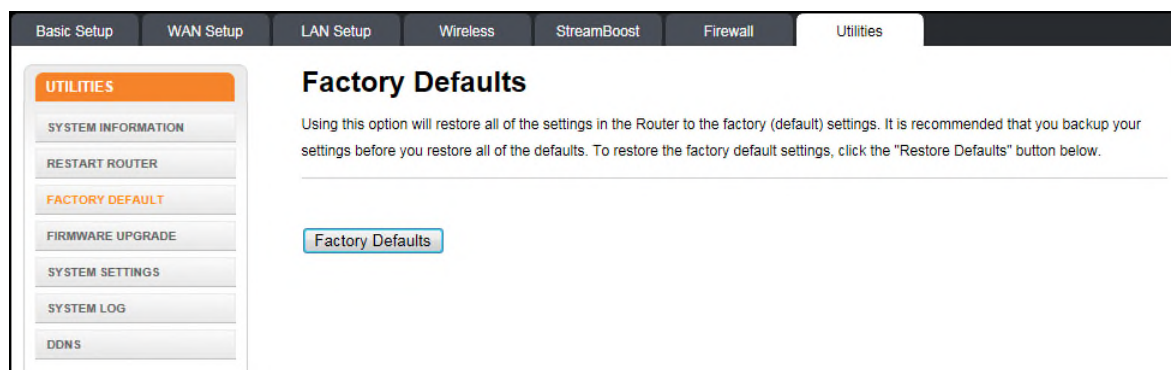 Basic Setup WAN Setup LAN Setup Wireless StreamBoost Firewall Utilities
UTILITIES
SYSTEM INFORMATION
RESTART ROUTER
FACTORY DEFAULT
FIRMWARE UPGRADE
SYSTEM SETTINGS
SYSTEM LOG
DDNS
Factory Defaults
Using this option will restore all of the settings in the Router to the factory (default) settings. It is recommended that you backup your
settings before you restore all of the defaults. To restore the factory default settings, click the "Restore Defaults" button below.
Factory Defaults